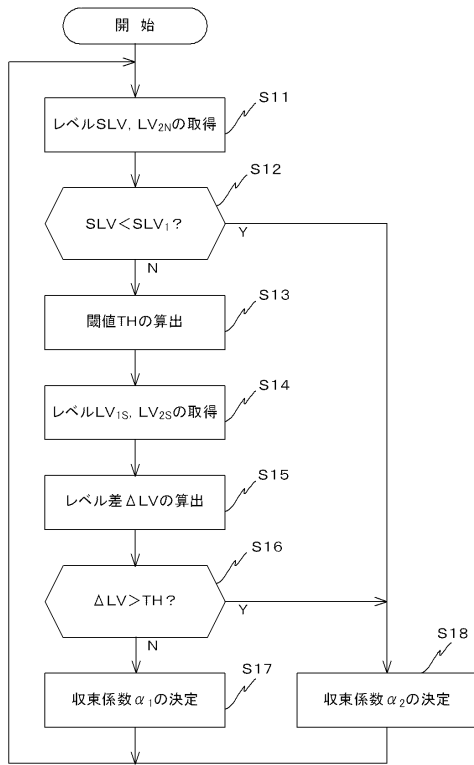 開 始
S11
レベルSLV, LV₂ₙの取得
S12
SLV<SLV₁?
Y
N
S13
閾値THの算出
S14
レベルLV₁ₛ, LV₂ₛの取得
S15
レベル差ΔLVの算出
S16
ΔLV>TH?
Y
N
S17
収束係数α₁の決定
S18
収束係数α₂の決定